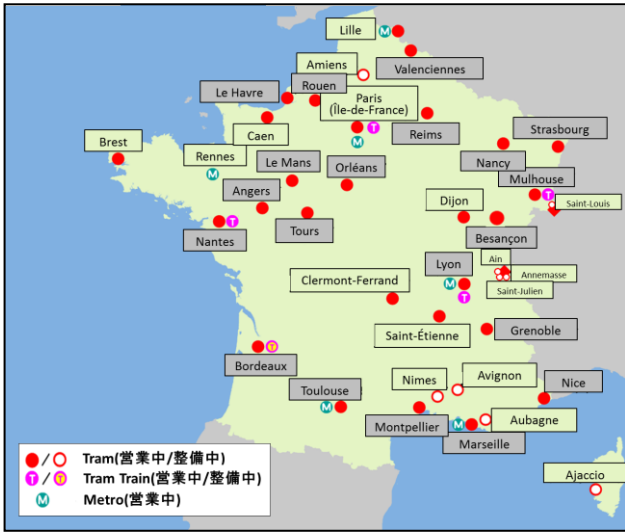 Lille
M
Valenciennes
Amiens
Le Havre
Rouen
Paris
(Île-de-France)
T
M
Caen
Reims
Strasbourg
Brest
Rennes
M
Le Mans
Orléans
Nancy
Mulhouse
T
Saint-Louis
Angers
Tours
Dijon
Besançon
Nantes
T
Ain
Annemasse
Saint-Julien
Lyon
M
T
Clermont-Ferrand
Saint-Étienne
Grenoble
T
Bordeaux
Nimes
Avignon
Nice
Toulouse
M
Montpellier
M
Marseille
Aubagne
Ajaccio
/ Tram(営業中/整備中)
T / T Tram Train(営業中/整備中)
M Metro(営業中)